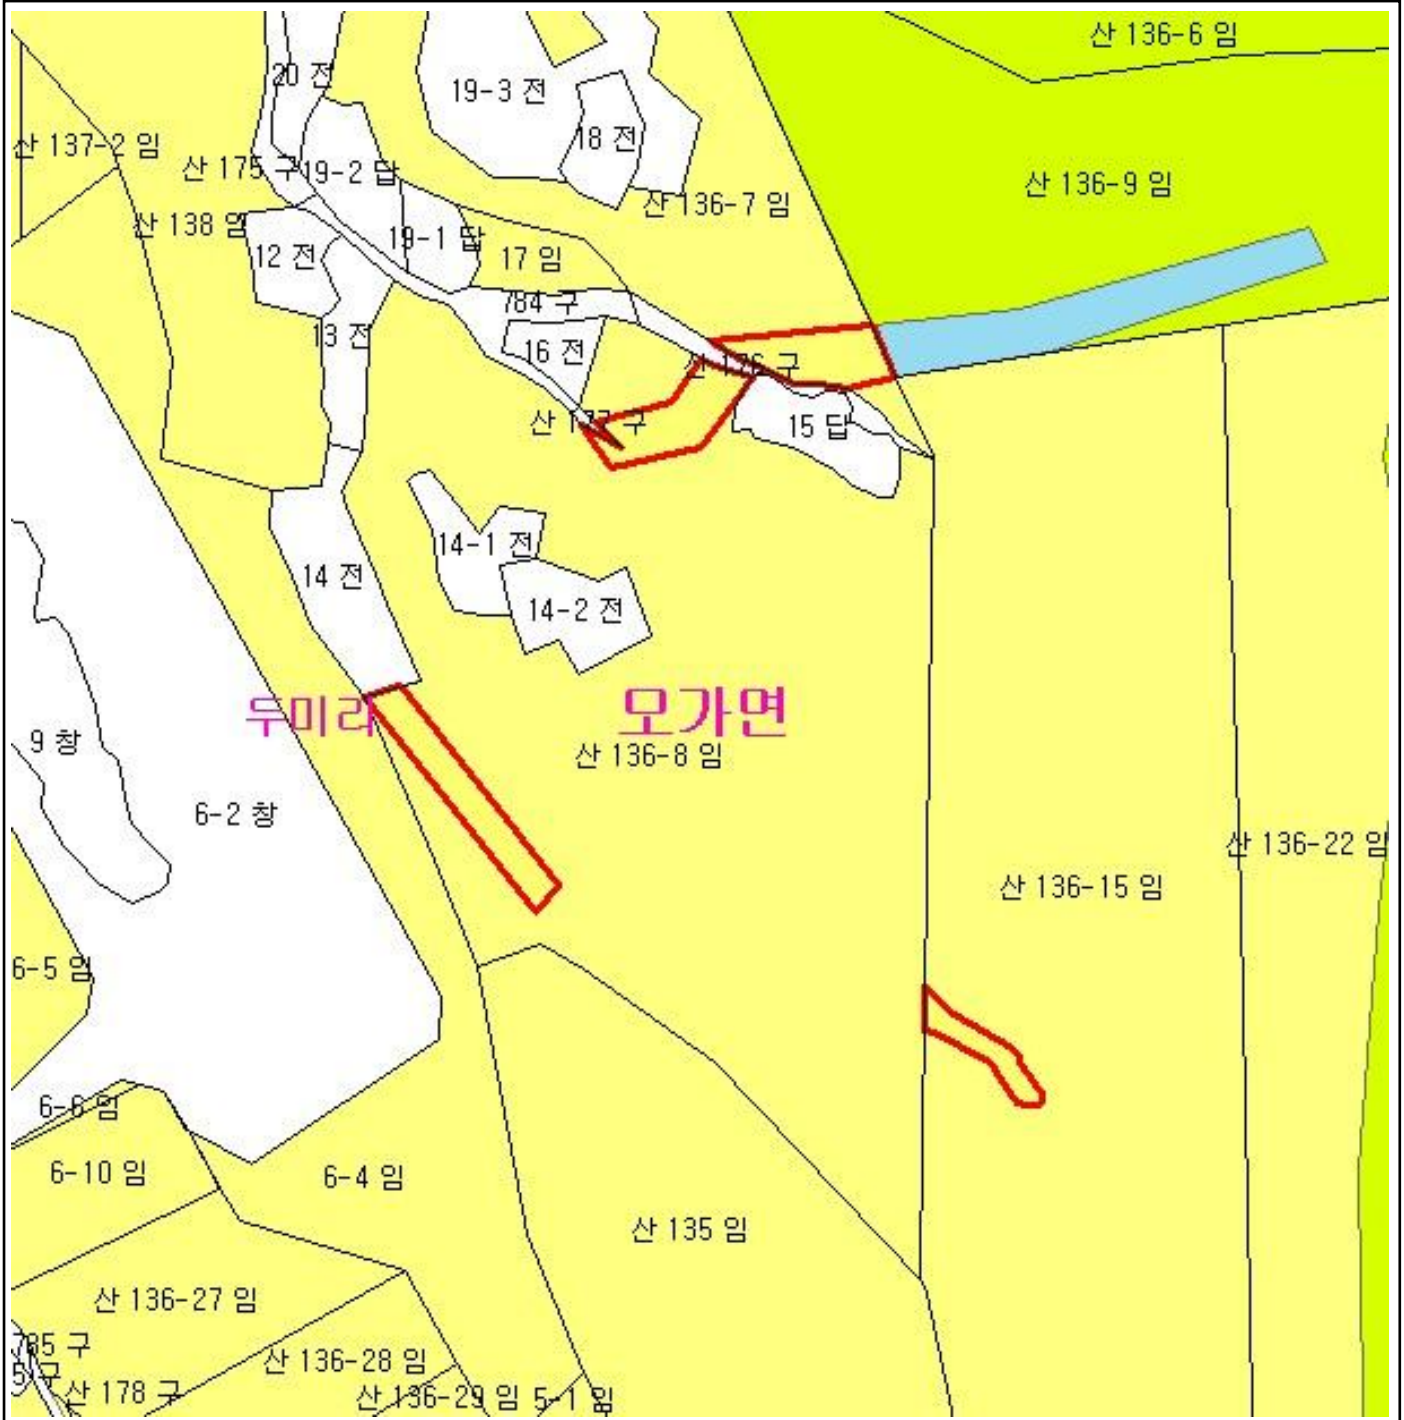 산 136-6 임
20 전
19-3 전
18 전
산 137-2 임
산 175 구
19-2 답
산 136-9 임
산 136-7 임
산 138 임
19-1 답
12 전
17 임
784 구
13 전
16 전
산 176 구
산 177 구
15 답
14-1 전
14 전
14-2 전
두미리
모가면
9 창
산 136-8 임
6-2 창
산 136-22 임
산 136-15 임
6-5 임
6-6 임
6-10 임
6-4 임
산 135 임
산 136-27 임
785 구
산 136-28 임
산 178 구
산 136-29 임
5-1 임